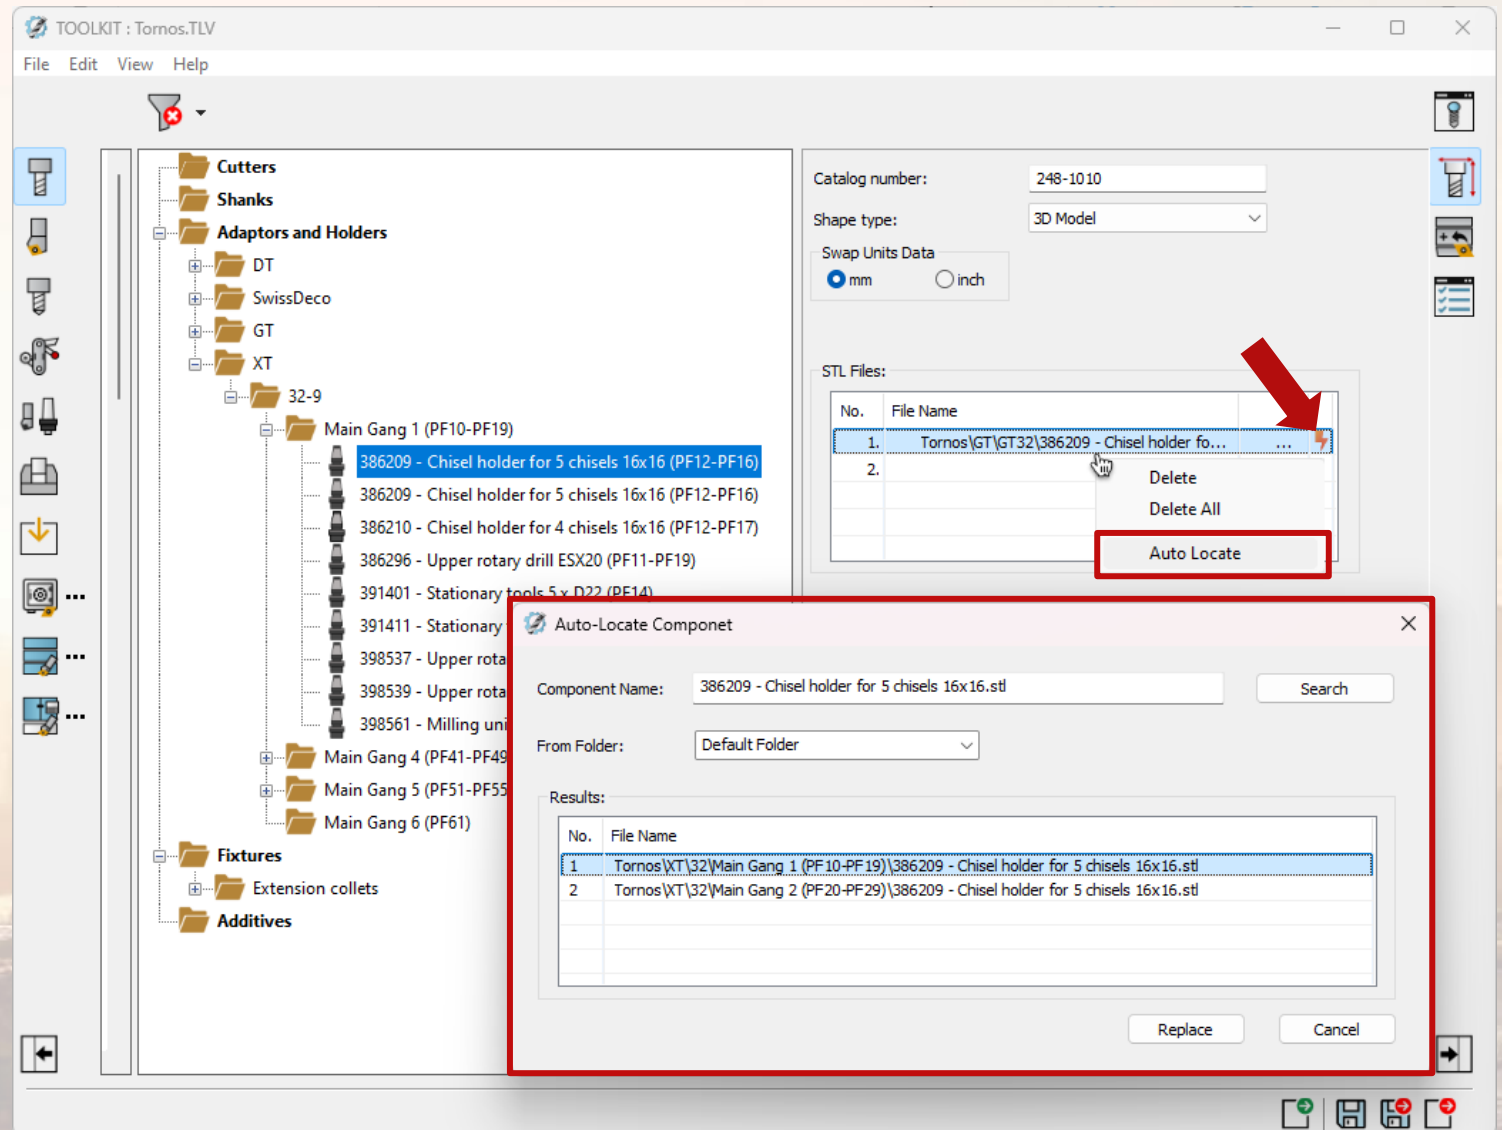 TOOLKIT : Tornos.TLV
File Edit View Help
Cutters
Shanks
Adaptors and Holders
DT
SwissDeco
GT
XT
32-9
Main Gang 1 (PF10-PF19)
386209 - Chisel holder for 5 chisels 16x16 (PF12-PF16)
386209 - Chisel holder for 5 chisels 16x16 (PF12-PF16)
386210 - Chisel holder for 4 chisels 16x16 (PF12-PF17)
386296 - Upper rotary drill ESX20 (PF11-PF19)
391401 - Stationary tools 5 x D22 (PF14)
391411 - Stationary
398537 - Upper rota
398539 - Upper rota
398561 - Milling uni
Main Gang 4 (PF41-PF49
Main Gang 5 (PF51-PF55
Main Gang 6 (PF61)
Fixtures
Extension collets
Additives
Catalog number: 248-1010
Shape type: 3D Model
Swap Units Data
mm inch
STL Files:
No. File Name
1. Tornos\GT\GT32\386209 - Chisel holder fo... ...
2.
Delete
Delete All
Auto Locate
Auto-Locate Componet
Component Name: 386209 - Chisel holder for 5 chisels 16x16.stl Search
From Folder: Default Folder
Results:
No. File Name
1 Tornos\XT\32\Main Gang 1 (PF10-PF19)\386209 - Chisel holder for 5 chisels 16x16.stl
2 Tornos\XT\32\Main Gang 2 (PF20-PF29)\386209 - Chisel holder for 5 chisels 16x16.stl
Replace Cancel